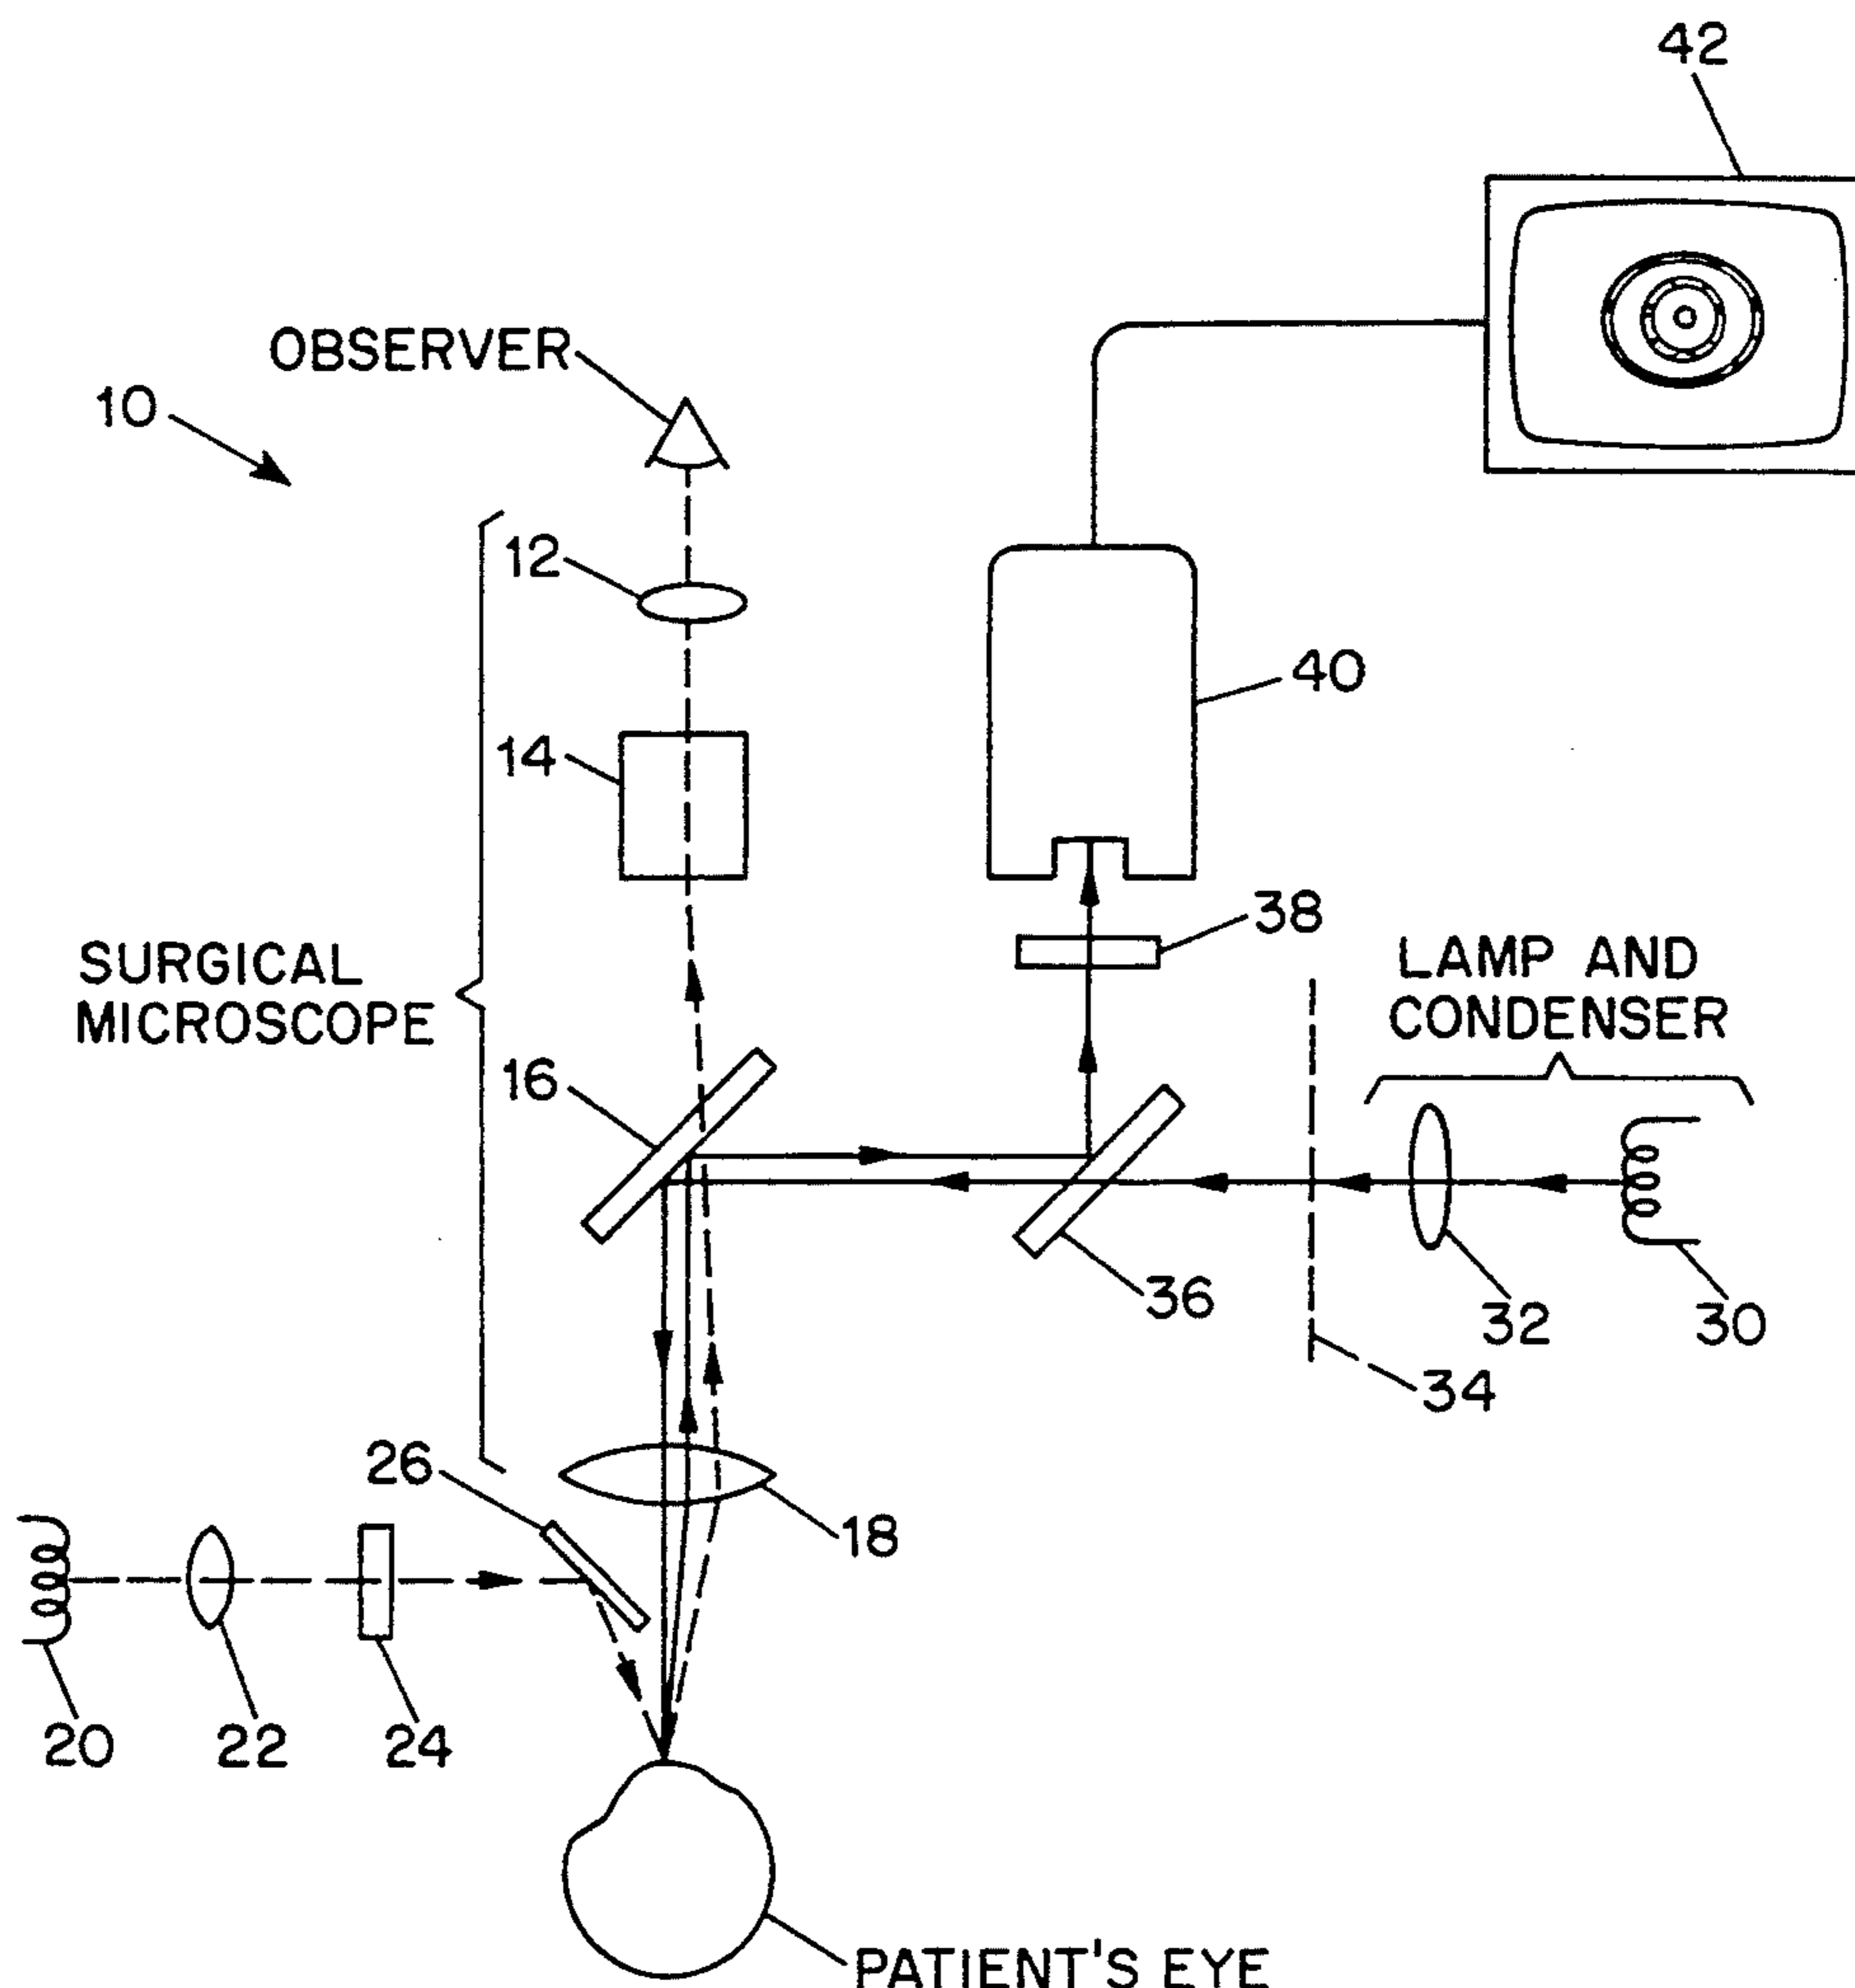 42
OBSERVER
10
12
14
40
38
SURGICAL
MICROSCOPE
LAMP AND
CONDENSER
16
36
32
30
34
26
18
20
22
24
PATIENT'S EYE